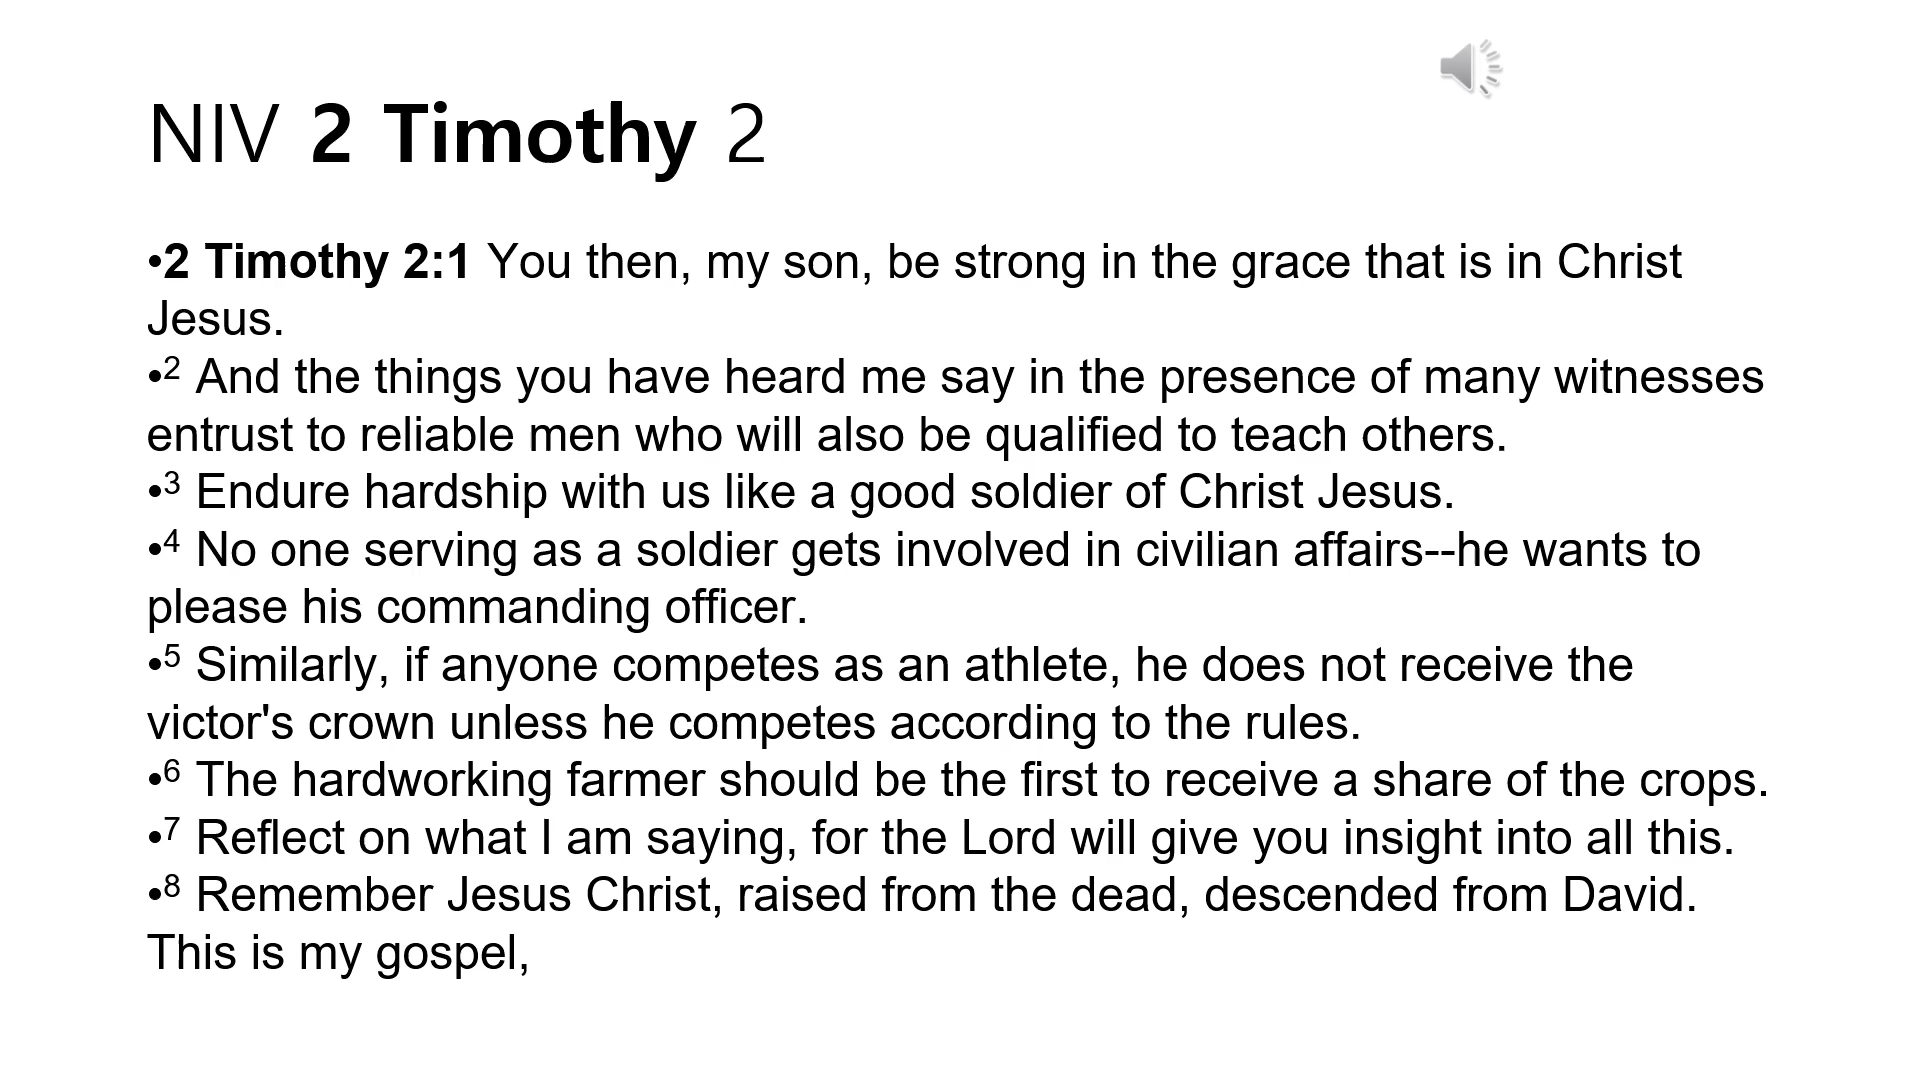 NIV 2 Timothy 2
•2 Timothy 2:1 You then, my son, be strong in the grace that is in Christ
Jesus.
•2 And the things you have heard me say in the presence of many witnesses
entrust to reliable men who will also be qualified to teach others.
•3 Endure hardship with us like a good soldier of Christ Jesus.
•4 No one serving as a soldier gets involved in civilian affairs--he wants to
please his commanding officer.
•5 Similarly, if anyone competes as an athlete, he does not receive the
victor's crown unless he competes according to the rules.
•6 The hardworking farmer should be the first to receive a share of the crops.
•7 Reflect on what I am saying, for the Lord will give you insight into all this.
•8 Remember Jesus Christ, raised from the dead, descended from David.
This is my gospel,